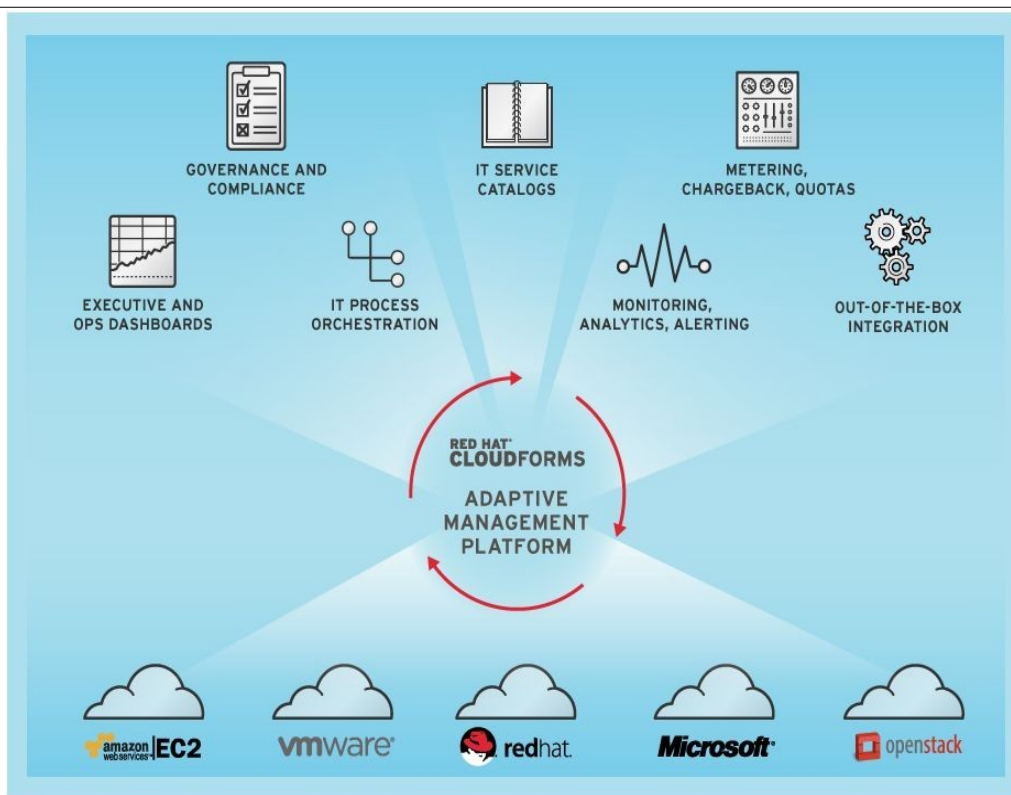 GOVERNANCE AND
COMPLIANCE
IT SERVICE
CATALOGS
METERING,
CHARGEBACK, QUOTAS
EXECUTIVE AND
OPS DASHBOARDS
IT PROCESS
ORCHESTRATION
MONITORING,
ANALYTICS, ALERTING
OUT-OF-THE-BOX
INTEGRATION
RED HAT®
CLOUDFORMS
ADAPTIVE
MANAGEMENT
PLATFORM
amazon
webservices™
EC2
vmware®
redhat.
Microsoft®
openstack